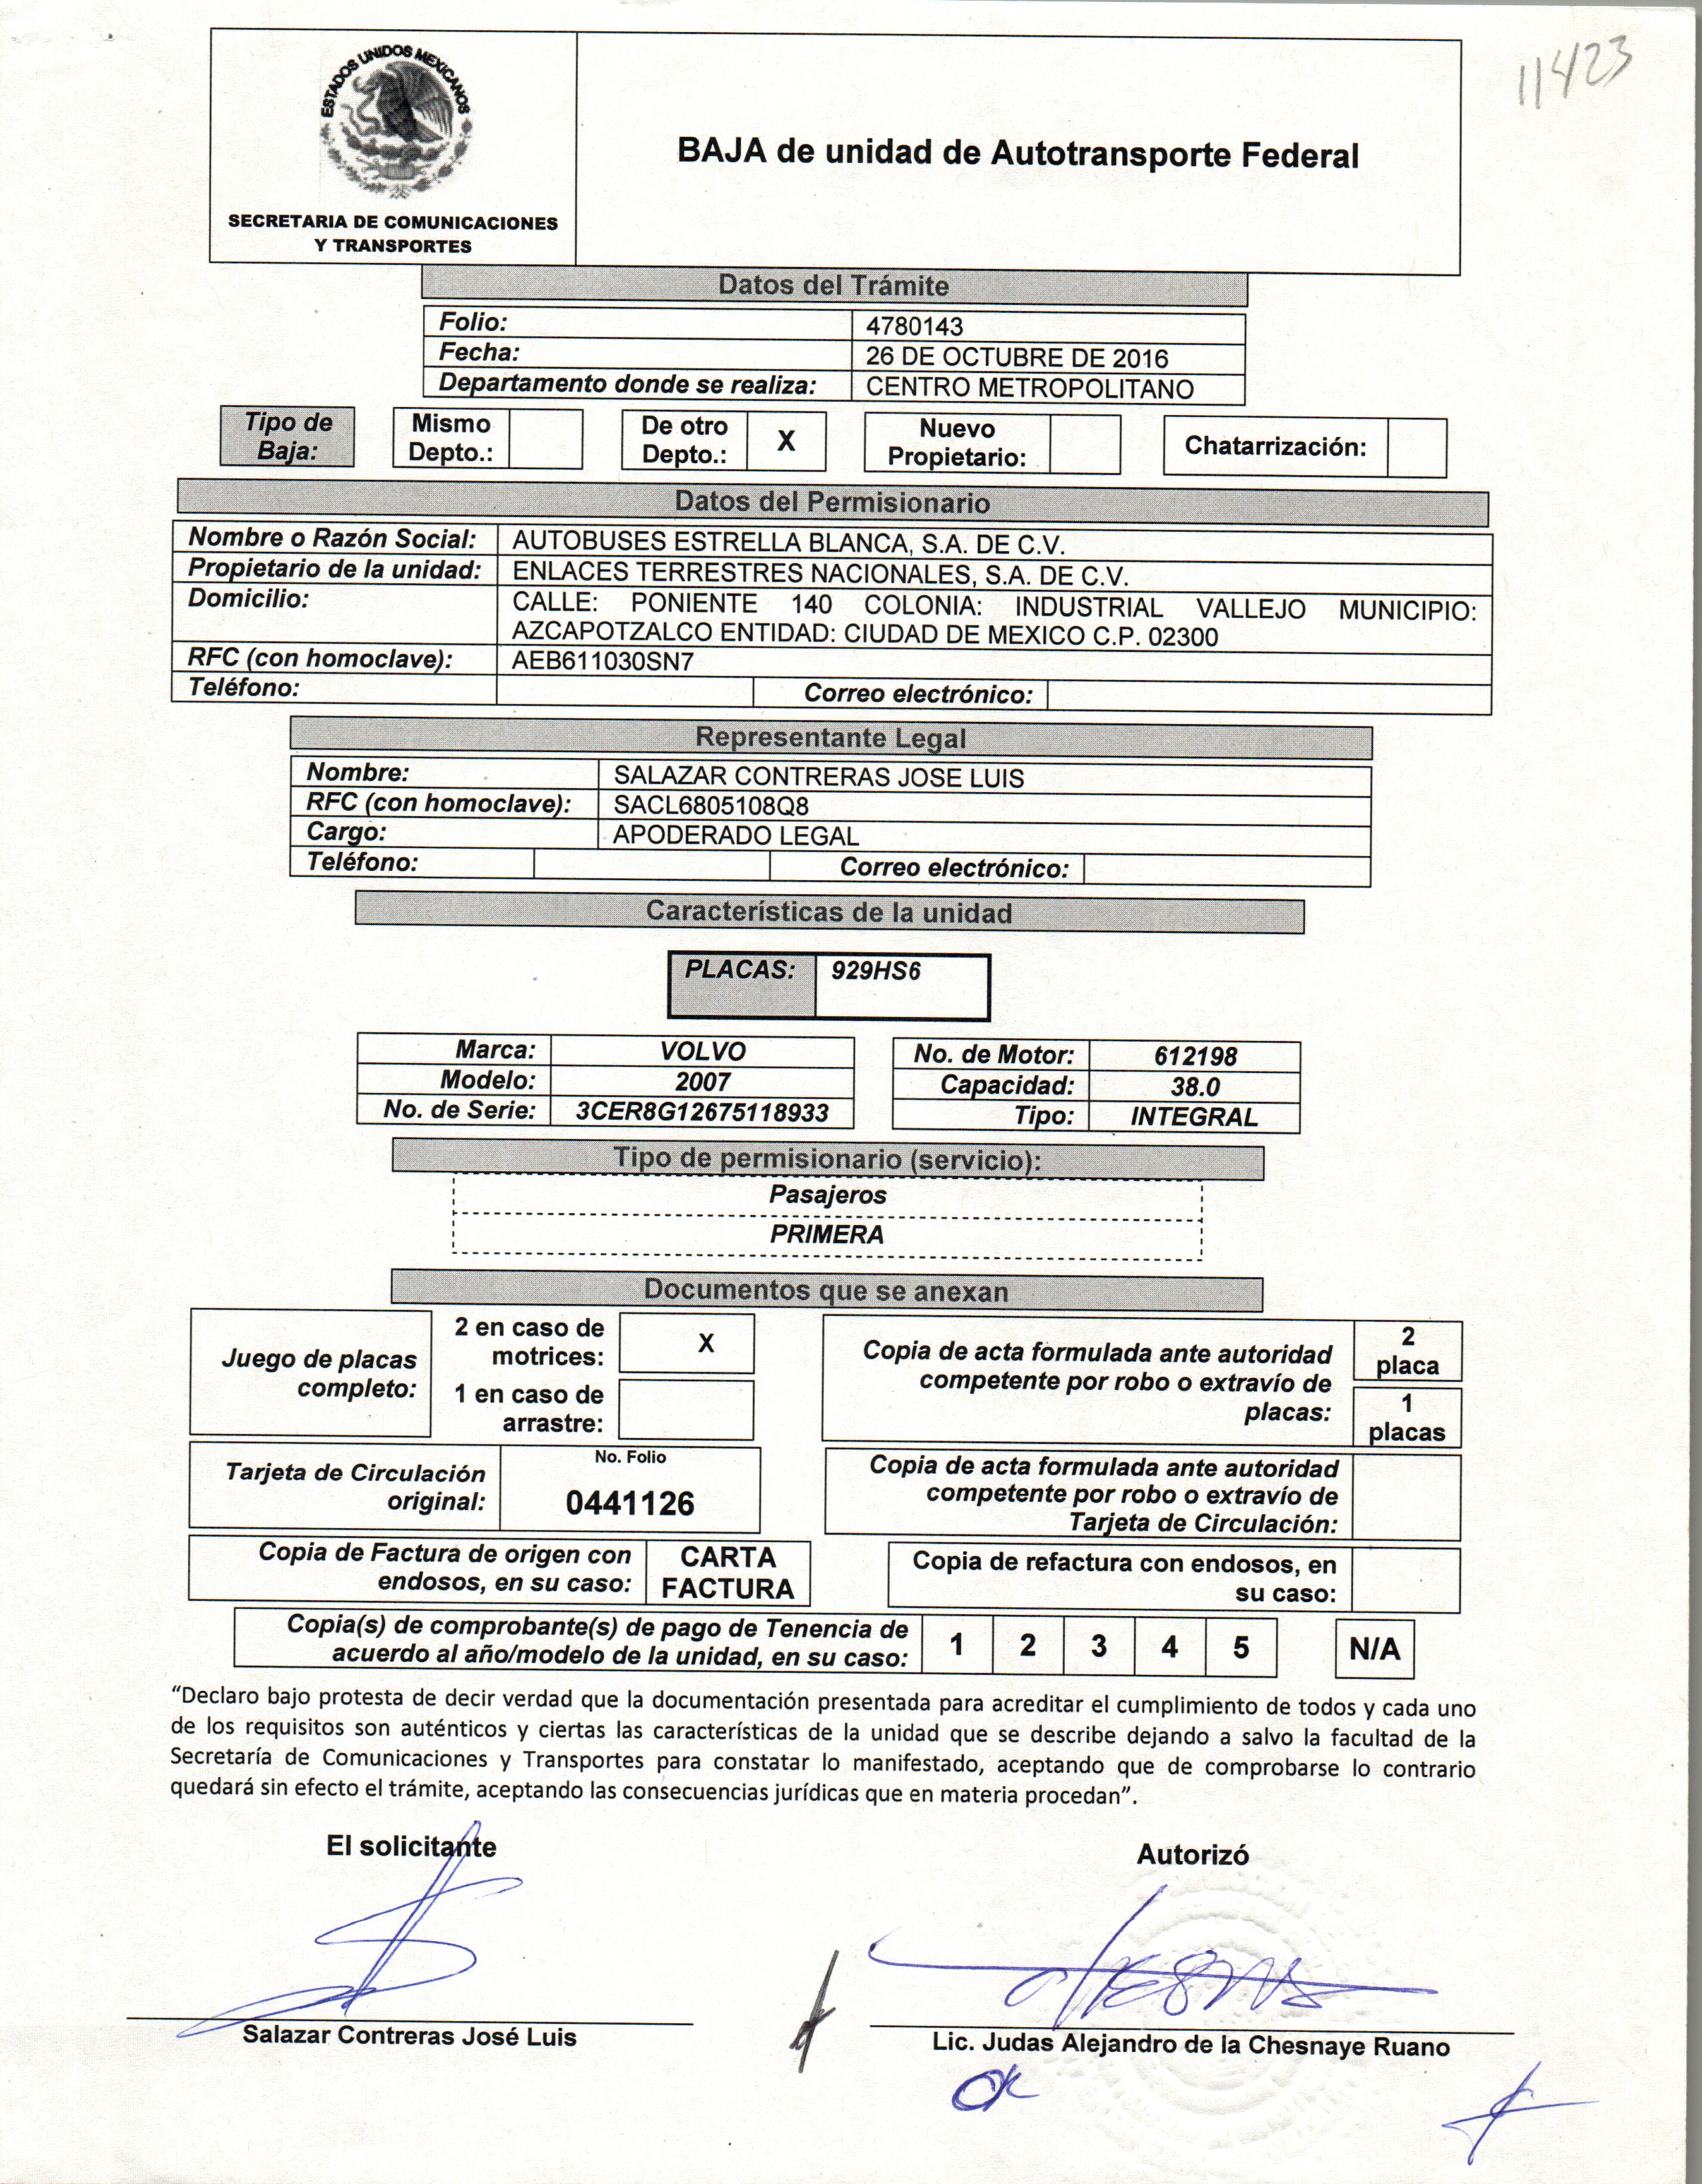 11423
ESTADOS UNIDOS MEXICANOS
SECRETARIA DE COMUNICACIONES
Y TRANSPORTES
BAJA de unidad de Autotransporte Federal
Datos del Trámite
Folio: 4780143
Fecha: 26 DE OCTUBRE DE 2016
Departamento donde se realiza: CENTRO METROPOLITANO
Tipo de Baja: Mismo Depto.: De otro Depto.: X Nuevo Propietario: Chatarrización:
Datos del Permisionario
Nombre o Razón Social: AUTOBUSES ESTRELLA BLANCA, S.A. DE C.V.
Propietario de la unidad: ENLACES TERRESTRES NACIONALES, S.A. DE C.V.
Domicilio: CALLE: PONIENTE 140 COLONIA: INDUSTRIAL VALLEJO MUNICIPIO:
AZCAPOTZALCO ENTIDAD: CIUDAD DE MEXICO C.P. 02300
RFC (con homoclave): AEB611030SN7
Teléfono: Correo electrónico:
Representante Legal
Nombre: SALAZAR CONTRERAS JOSE LUIS
RFC (con homoclave): SACL6805108Q8
Cargo: APODERADO LEGAL
Teléfono: Correo electrónico:
Características de la unidad
PLACAS: 929HS6
Marca: VOLVO No. de Motor: 612198
Modelo: 2007 Capacidad: 38.0
No. de Serie: 3CER8G12675118933 Tipo: INTEGRAL
Tipo de permisionario (servicio):
Pasajeros
PRIMERA
Documentos que se anexan
Juego de placas
completo:
2 en caso de
motrices: X
1 en caso de
arrastre:
Copia de acta formulada ante autoridad
competente por robo o extravío de
placas:
2
placa
1
placas
Tarjeta de Circulación
original:
No. Folio
0441126
Copia de acta formulada ante autoridad
competente por robo o extravío de
Tarjeta de Circulación:
Copia de Factura de origen con
endosos, en su caso:
CARTA
FACTURA
Copia de refactura con endosos, en
su caso:
Copia(s) de comprobante(s) de pago de Tenencia de
acuerdo al año/modelo de la unidad, en su caso:
1 2 3 4 5 N/A
“Declaro bajo protesta de decir verdad que la documentación presentada para acreditar el cumplimiento de todos y cada uno
de los requisitos son auténticos y ciertas las características de la unidad que se describe dejando a salvo la facultad de la
Secretaría de Comunicaciones y Transportes para constatar lo manifestado, aceptando que de comprobarse lo contrario
quedará sin efecto el trámite, aceptando las consecuencias jurídicas que en materia procedan”.
El solicitante
Autorizó
Salazar Contreras José Luis
Lic. Judas Alejandro de la Chesnaye Ruano
OK